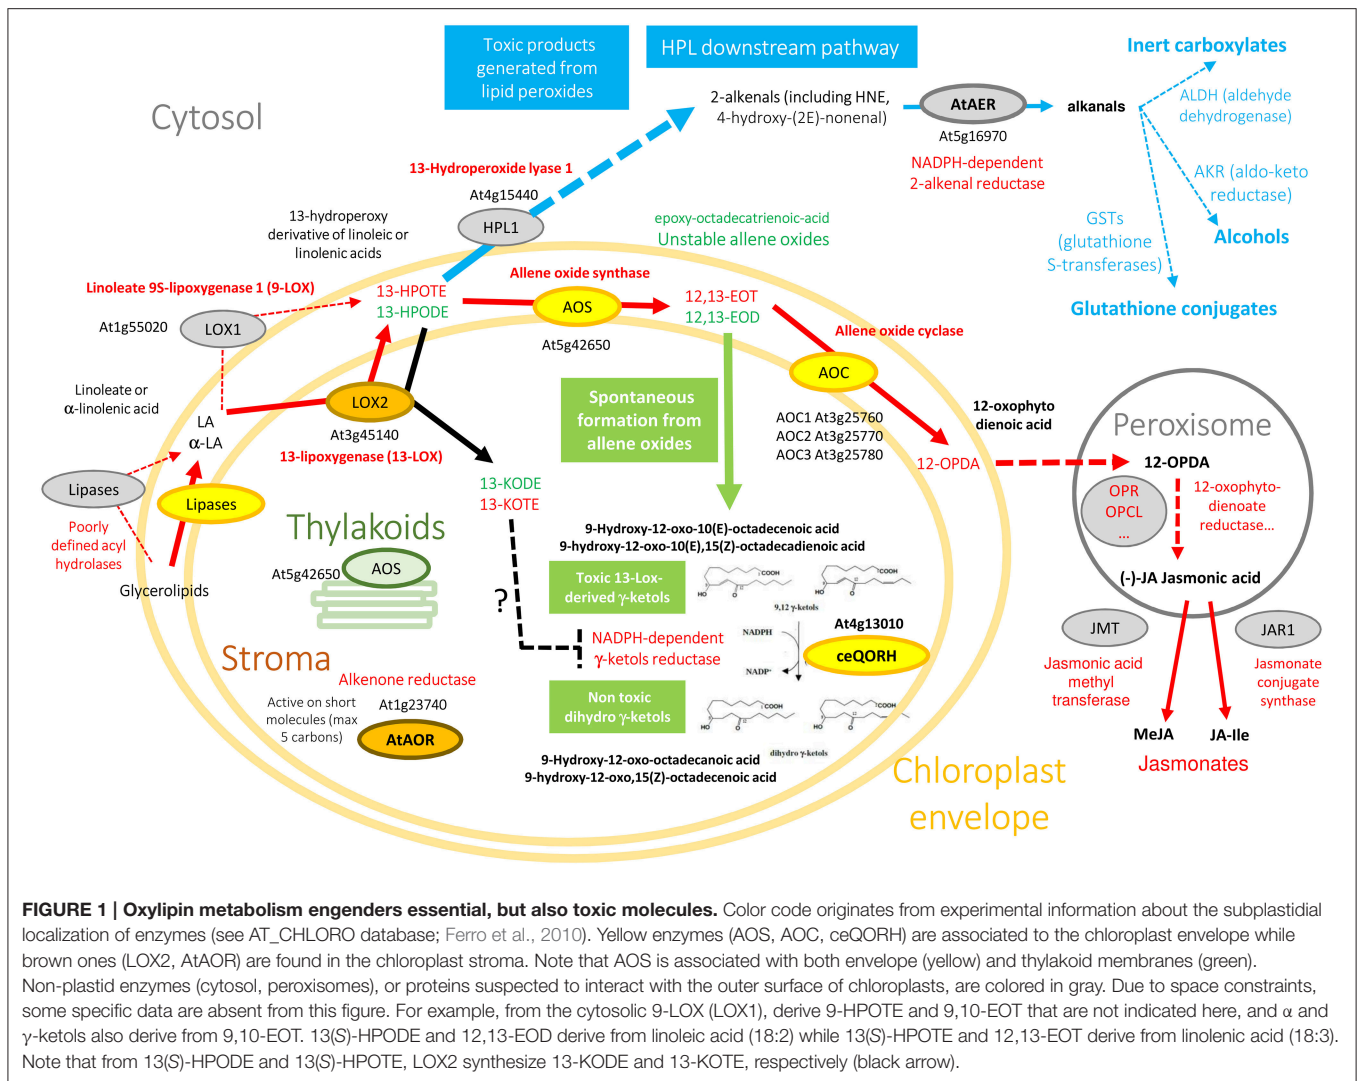 Toxic products
generated from
lipid peroxides
HPL downstream pathway
Cytosol
2-alkenals (including HNE,
4-hydroxy-(2E)-nonenal)
AtAER
At5g16970
NADPH-dependent
2-alkenal reductase
alkanals
Inert carboxylates
ALDH (aldehyde
dehydrogenase)
AKR (aldo-keto
reductase)
Alcohols
GSTs
(glutathione
S-transferases)
Glutathione conjugates
13-Hydroperoxide lyase 1
At4g15440
HPL1
13-hydroperoxy
derivative of linoleic or
linolenic acids
epoxy-octadecatrienoic-acid
Unstable allene oxides
Linoleate 9S-lipoxygenase 1 (9-LOX)
At1g55020
LOX1
13-HPOTE
13-HPODE
Allene oxide synthase
AOS
At5g42650
12,13-EOT
12,13-EOD
Allene oxide cyclase
AOC
AOC1 At3g25760
AOC2 At3g25770
AOC3 At3g25780
12-oxophyto
dienoic acid
12-OPDA
Peroxisome
12-OPDA
OPR
OPCL
...
12-oxophyto-
dienoate
reductase...
(-)-JA Jasmonic acid
JMT
JAR1
Jasmonic acid
methyl
transferase
Jasmonate
conjugate
synthase
MeJA
JA-Ile
Jasmonates
Linoleate or
α-linolenic acid
LA
α-LA
LOX2
At3g45140
13-lipoxygenase (13-LOX)
Lipases
Lipases
Poorly
defined acyl
hydrolases
Glycerolipids
13-KODE
13-KOTE
Spontaneous
formation from
allene oxides
Thylakoids
At5g42650
AOS
?
9-Hydroxy-12-oxo-10(E)-octadecenoic acid
9-hydroxy-12-oxo-10(E),15(Z)-octadecadienoic acid
Toxic 13-Lox-
derived γ-ketols
COOH
HO
O
COOH
HO
O
9,12 γ-ketols
NADPH-dependent
γ-ketols reductase
NADPH
NADP+
At4g13010
ceQORH
Non toxic
dihydro γ-ketols
COOH
HO
O
COOH
HO
O
dihydro γ-ketols
9-Hydroxy-12-oxo-octadecanoic acid
9-hydroxy-12-oxo,15(Z)-octadecenoic acid
Stroma
Alkenone reductase
At1g23740
Active on short
molecules (max
5 carbons)
AtAOR
Chloroplast
envelope
FIGURE 1 | Oxylipin metabolism engenders essential, but also toxic molecules. Color code originates from experimental information about the subplastidial
localization of enzymes (see AT_CHLORO database; Ferro et al., 2010). Yellow enzymes (AOS, AOC, ceQORH) are associated to the chloroplast envelope while
brown ones (LOX2, AtAOR) are found in the chloroplast stroma. Note that AOS is associated with both envelope (yellow) and thylakoid membranes (green).
Non-plastid enzymes (cytosol, peroxisomes), or proteins suspected to interact with the outer surface of chloroplasts, are colored in gray. Due to space constraints,
some specific data are absent from this figure. For example, from the cytosolic 9-LOX (LOX1), derive 9-HPOTE and 9,10-EOT that are not indicated here, and α and
γ-ketols also derive from 9,10-EOT. 13(S)-HPODE and 12,13-EOD derive from linoleic acid (18:2) while 13(S)-HPOTE and 12,13-EOT derive from linolenic acid (18:3).
Note that from 13(S)-HPODE and 13(S)-HPOTE, LOX2 synthesize 13-KODE and 13-KOTE, respectively (black arrow).